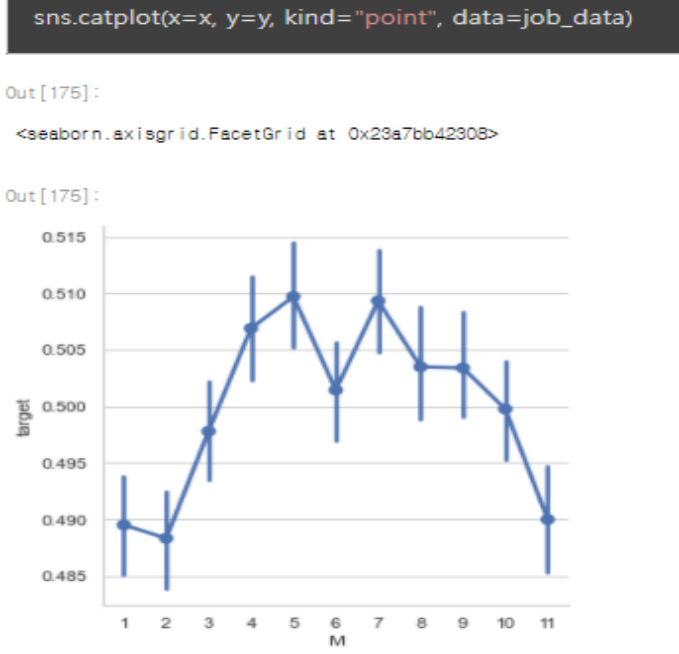 sns.catplot(x=x, y=y, kind="point", data=job_data)
Out[175]:
<seaborn.axisgrid.FacetGrid at 0x23a7bb42308>
Out[175]:
0.515
0.510
0.505
0.500
0.495
0.490
0.485
target
1 2 3 4 5 6 7 8 9 10 11
M